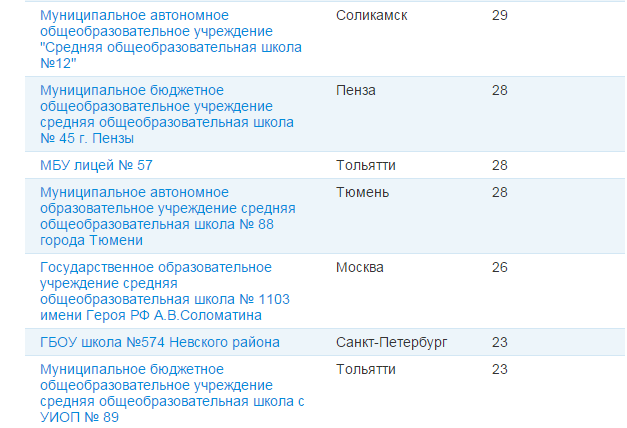 Муниципальное автономное Соликамск 29
общеобразовательное учреждение
"Средняя общеобразовательная школа
№12"
Муниципальное бюджетное Пенза 28
общеобразовательное учреждение
средняя общеобразовательная школа
№ 45 г. Пензы
МБУ лицей № 57 Тольятти 28
Муниципальное автономное Тюмень 28
образовательное учреждение средняя
общеобразовательная школа № 88
города Тюмени
Государственное образовательное Москва 26
учреждение средняя
общеобразовательная школа № 1103
имени Героя РФ А.В.Соломатина
ГБОУ школа №574 Невского района Санкт-Петербург 23
Муниципальное бюджетное Тольятти 23
общеобразовательное учреждение
средняя общеобразовательная школа с
УИОП № 89